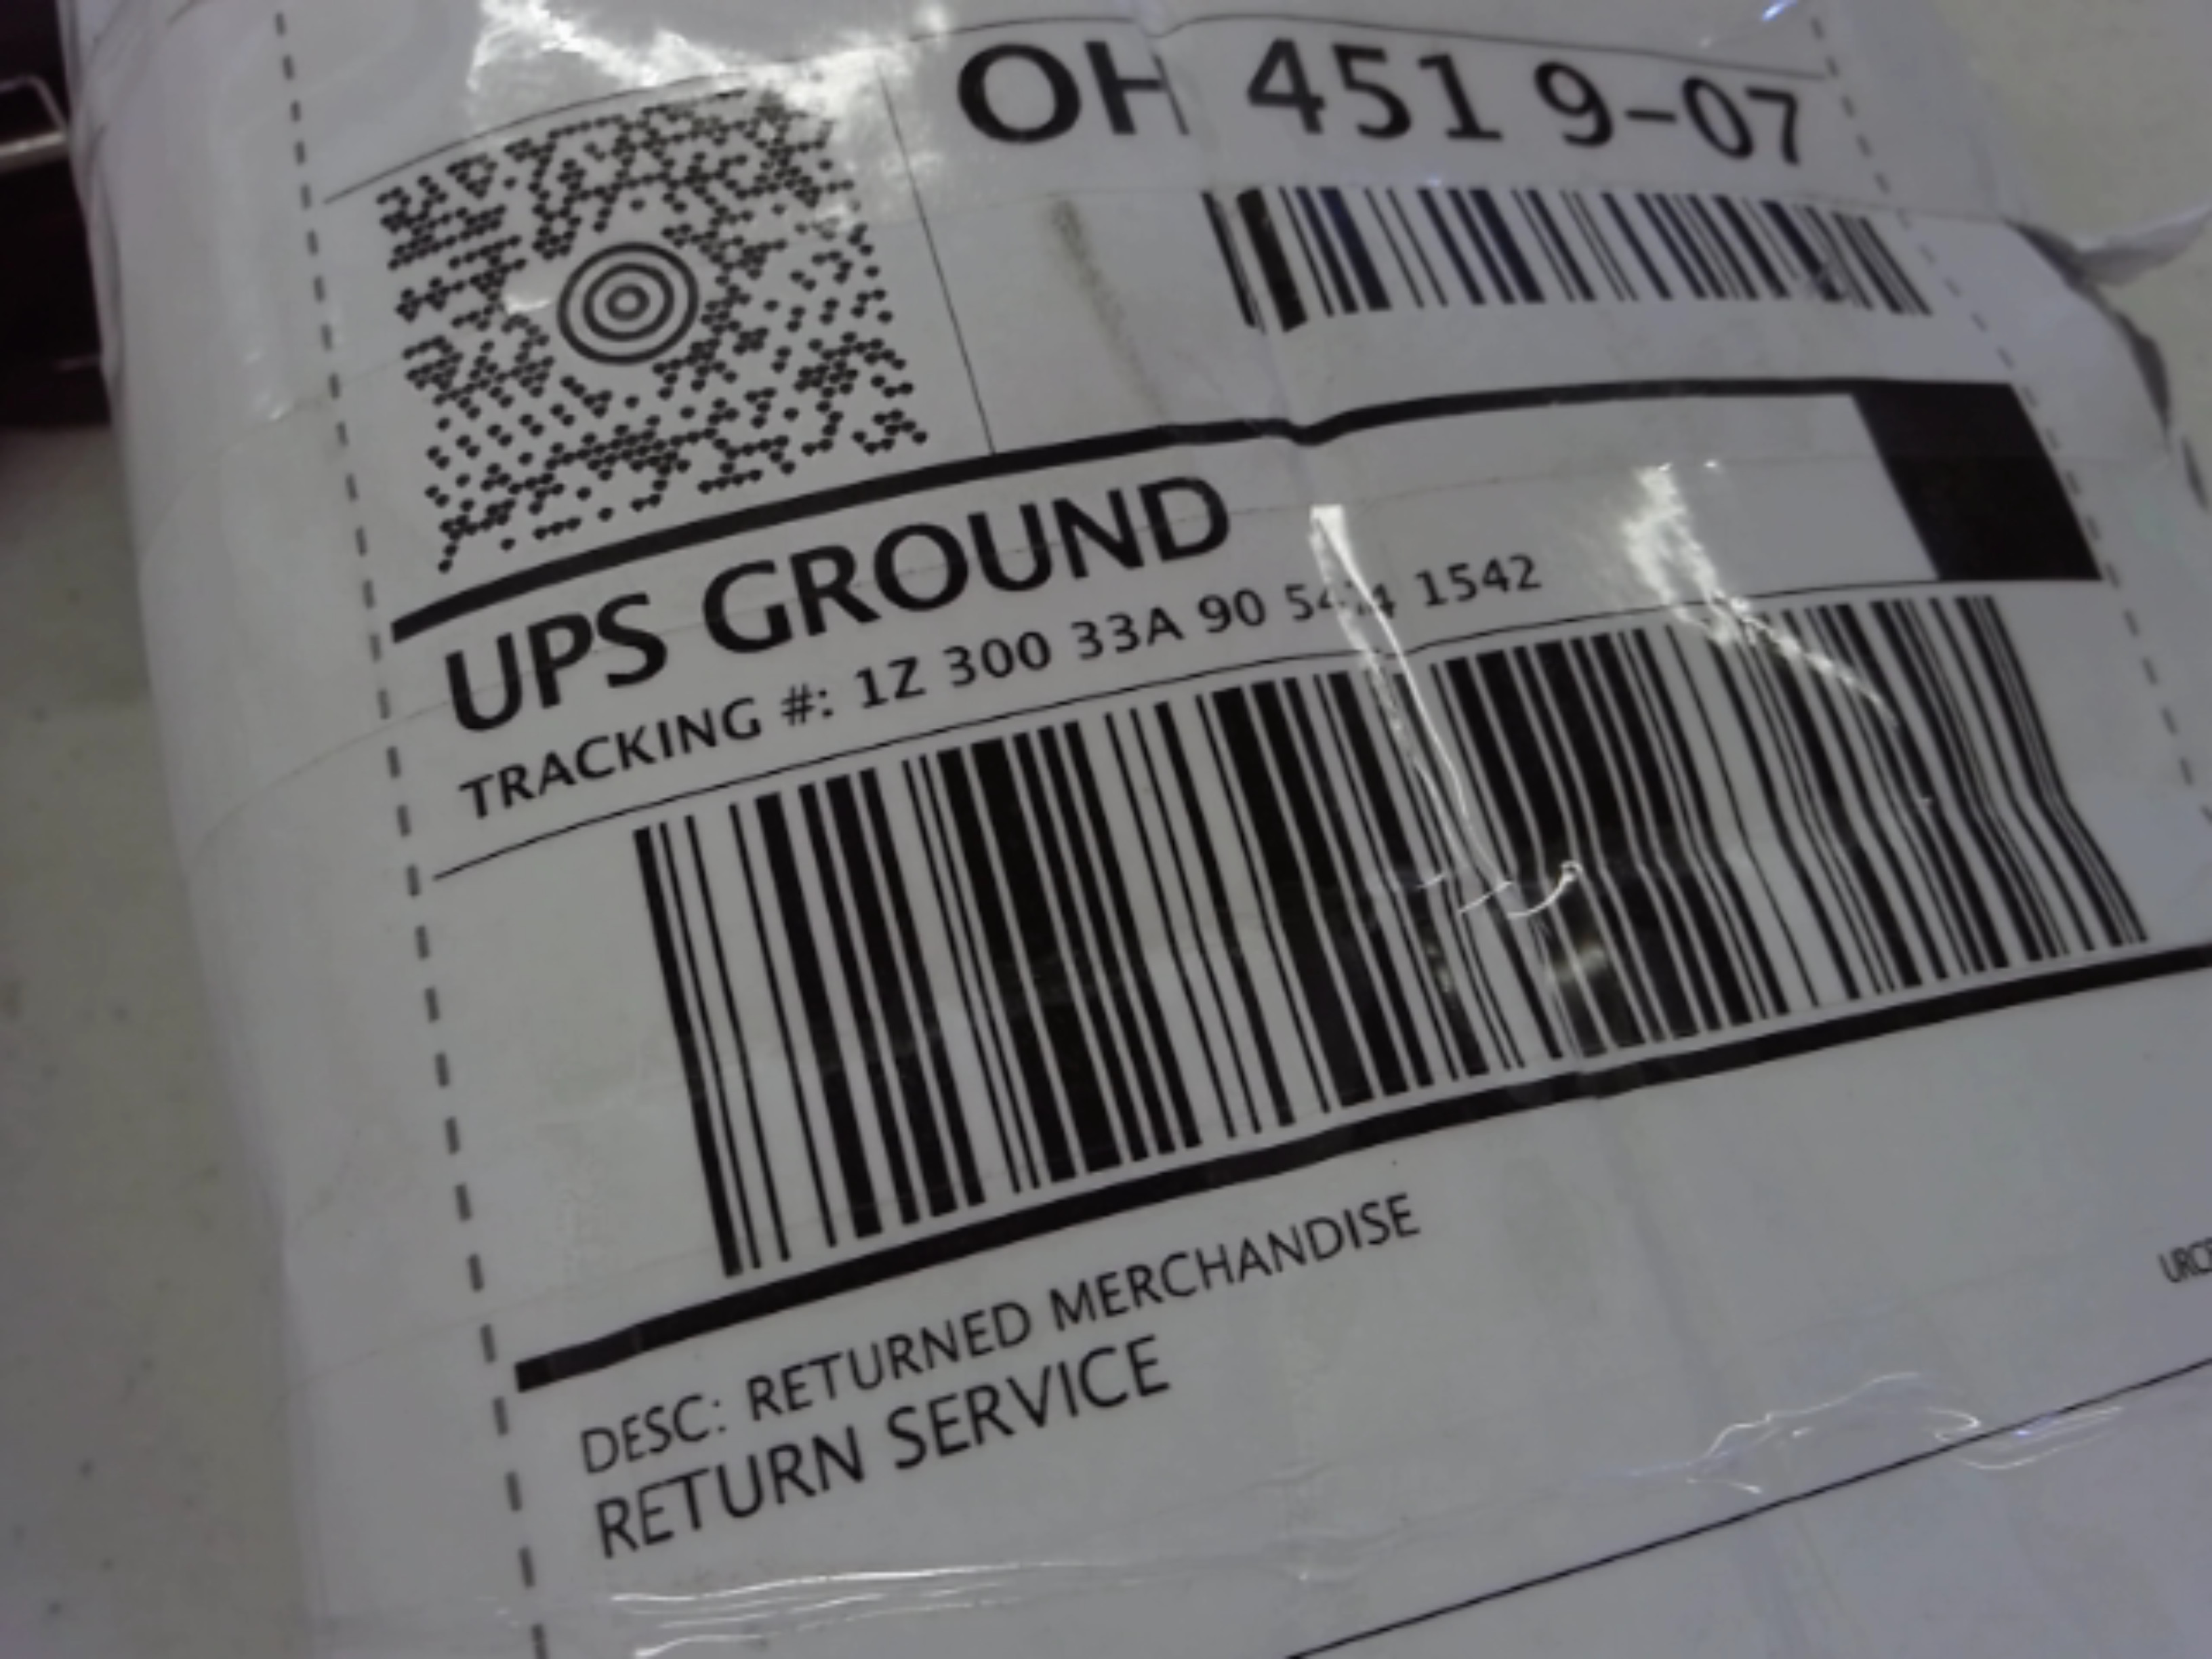 OH 451 9-07
UPS GROUND
TRACKING #: 1Z 300 33A 90 1542
DESC: RETURNED MERCHANDISE
RETURN SERVICE